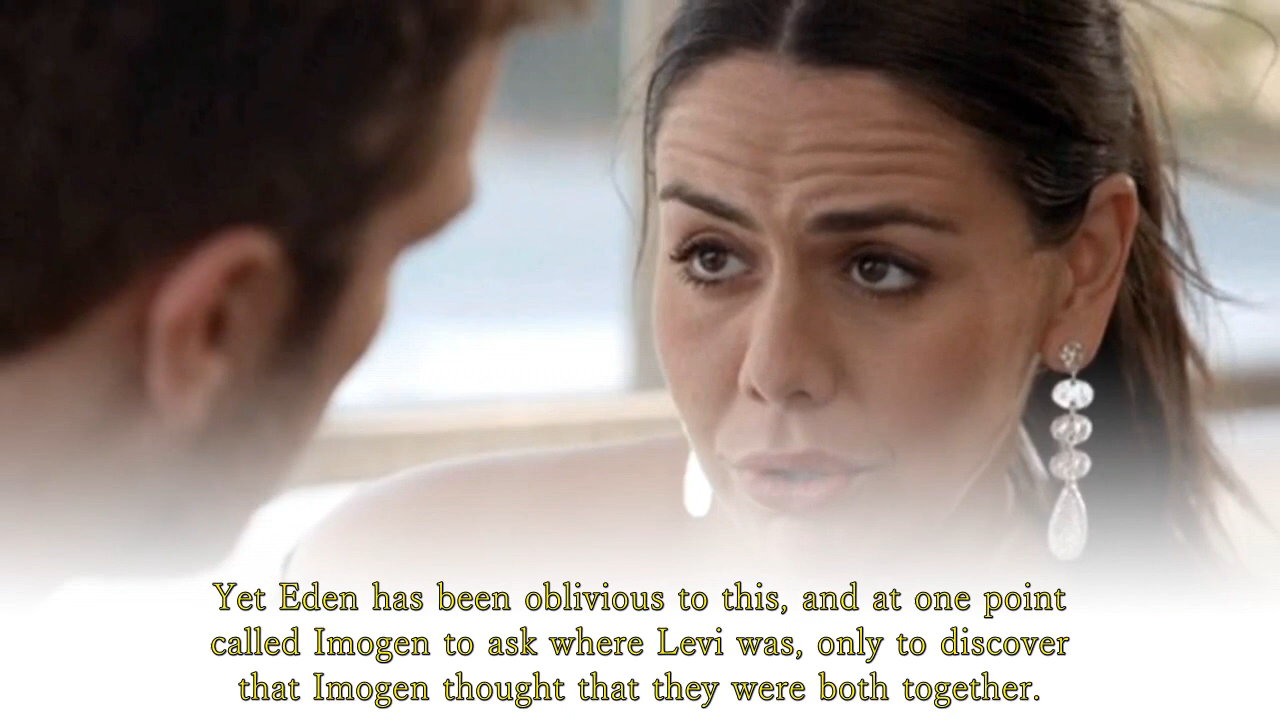 Yet Eden has been oblivious to this, and at one point
called Imogen to ask where Levi was, only to discover
that Imogen thought that they were both together.